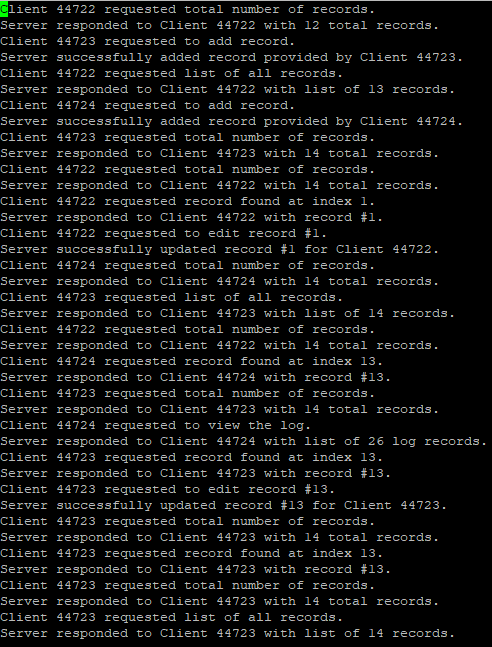 Client 44722 requested total number of records.
Server responded to Client 44722 with 12 total records.
Client 44723 requested to add record.
Server successfully added record provided by Client 44723.
Client 44722 requested list of all records.
Server responded to Client 44722 with list of 13 records.
Client 44724 requested to add record.
Server successfully added record provided by Client 44724.
Client 44723 requested total number of records.
Server responded to Client 44723 with 14 total records.
Client 44722 requested total number of records.
Server responded to Client 44722 with 14 total records.
Client 44722 requested record found at index 1.
Server responded to Client 44722 with record #1.
Client 44722 requested to edit record #1.
Server successfully updated record #1 for Client 44722.
Client 44724 requested total number of records.
Server responded to Client 44724 with 14 total records.
Client 44723 requested list of all records.
Server responded to Client 44723 with list of 14 records.
Client 44722 requested total number of records.
Server responded to Client 44722 with 14 total records.
Client 44724 requested record found at index 13.
Server responded to Client 44724 with record #13.
Client 44723 requested total number of records.
Server responded to Client 44723 with 14 total records.
Client 44724 requested to view the log.
Server responded to Client 44724 with list of 26 log records.
Client 44723 requested record found at index 13.
Server responded to Client 44723 with record #13.
Client 44723 requested to edit record #13.
Server successfully updated record #13 for Client 44723.
Client 44723 requested total number of records.
Server responded to Client 44723 with 14 total records.
Client 44723 requested record found at index 13.
Server responded to Client 44723 with record #13.
Client 44723 requested total number of records.
Server responded to Client 44723 with 14 total records.
Client 44723 requested list of all records.
Server responded to Client 44723 with list of 14 records.